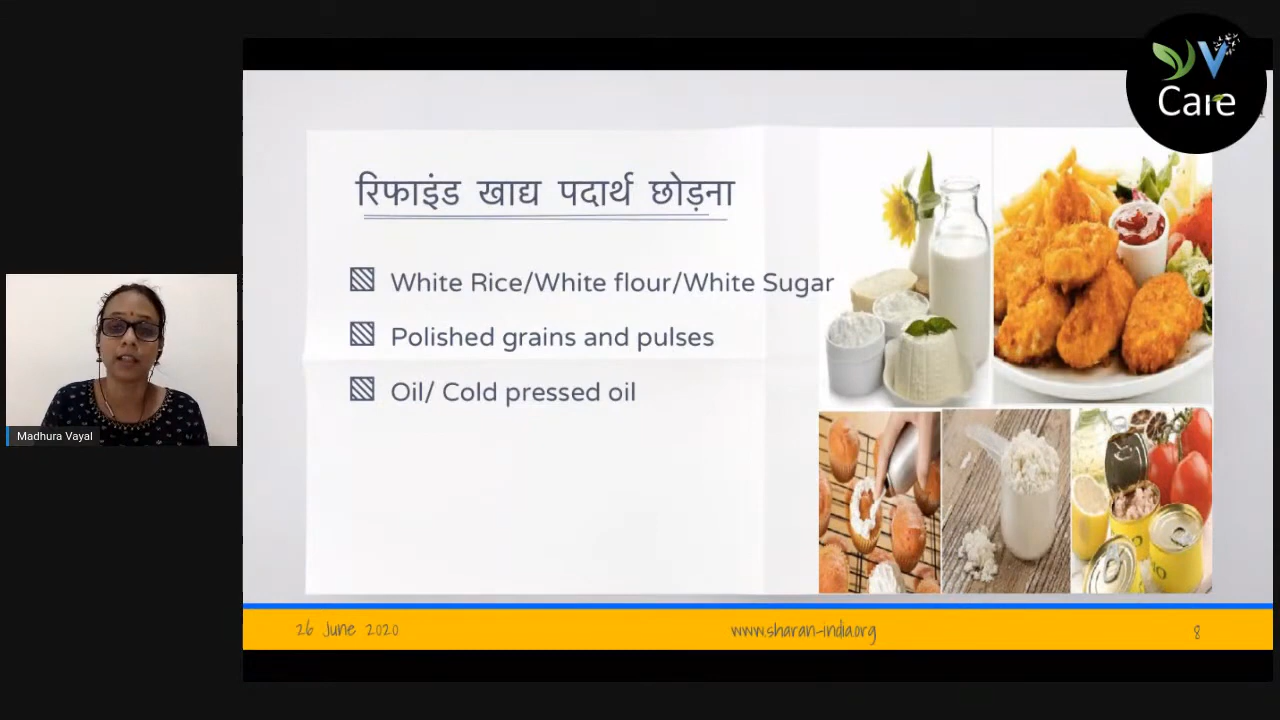 V
Care
रिफाइंड खाद्य पदार्थ छोड़ना
White Rice/White flour/White Sugar
Polished grains and pulses
Oil/ Cold pressed oil
Madhura Vayal
26 June 2020
www.sharan-india.org
8